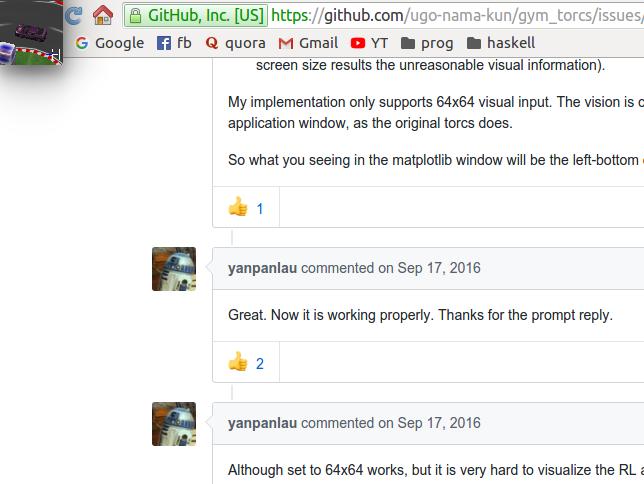 GitHub, Inc. [US] https://github.com/ugo-nama-kun/gym_torcs/issues/
Google fb quora Gmail YT prog haskell
screen size results the unreasonable visual information).
My implementation only supports 64x64 visual input. The vision is
application window, as the original torcs does.
So what you seeing in the matplotlib window will be the left-bottom
1
yanpanlau commented on Sep 17, 2016
Great. Now it is working properly. Thanks for the prompt reply.
2
yanpanlau commented on Sep 17, 2016
Although set to 64x64 works, but it is very hard to visualize the RL